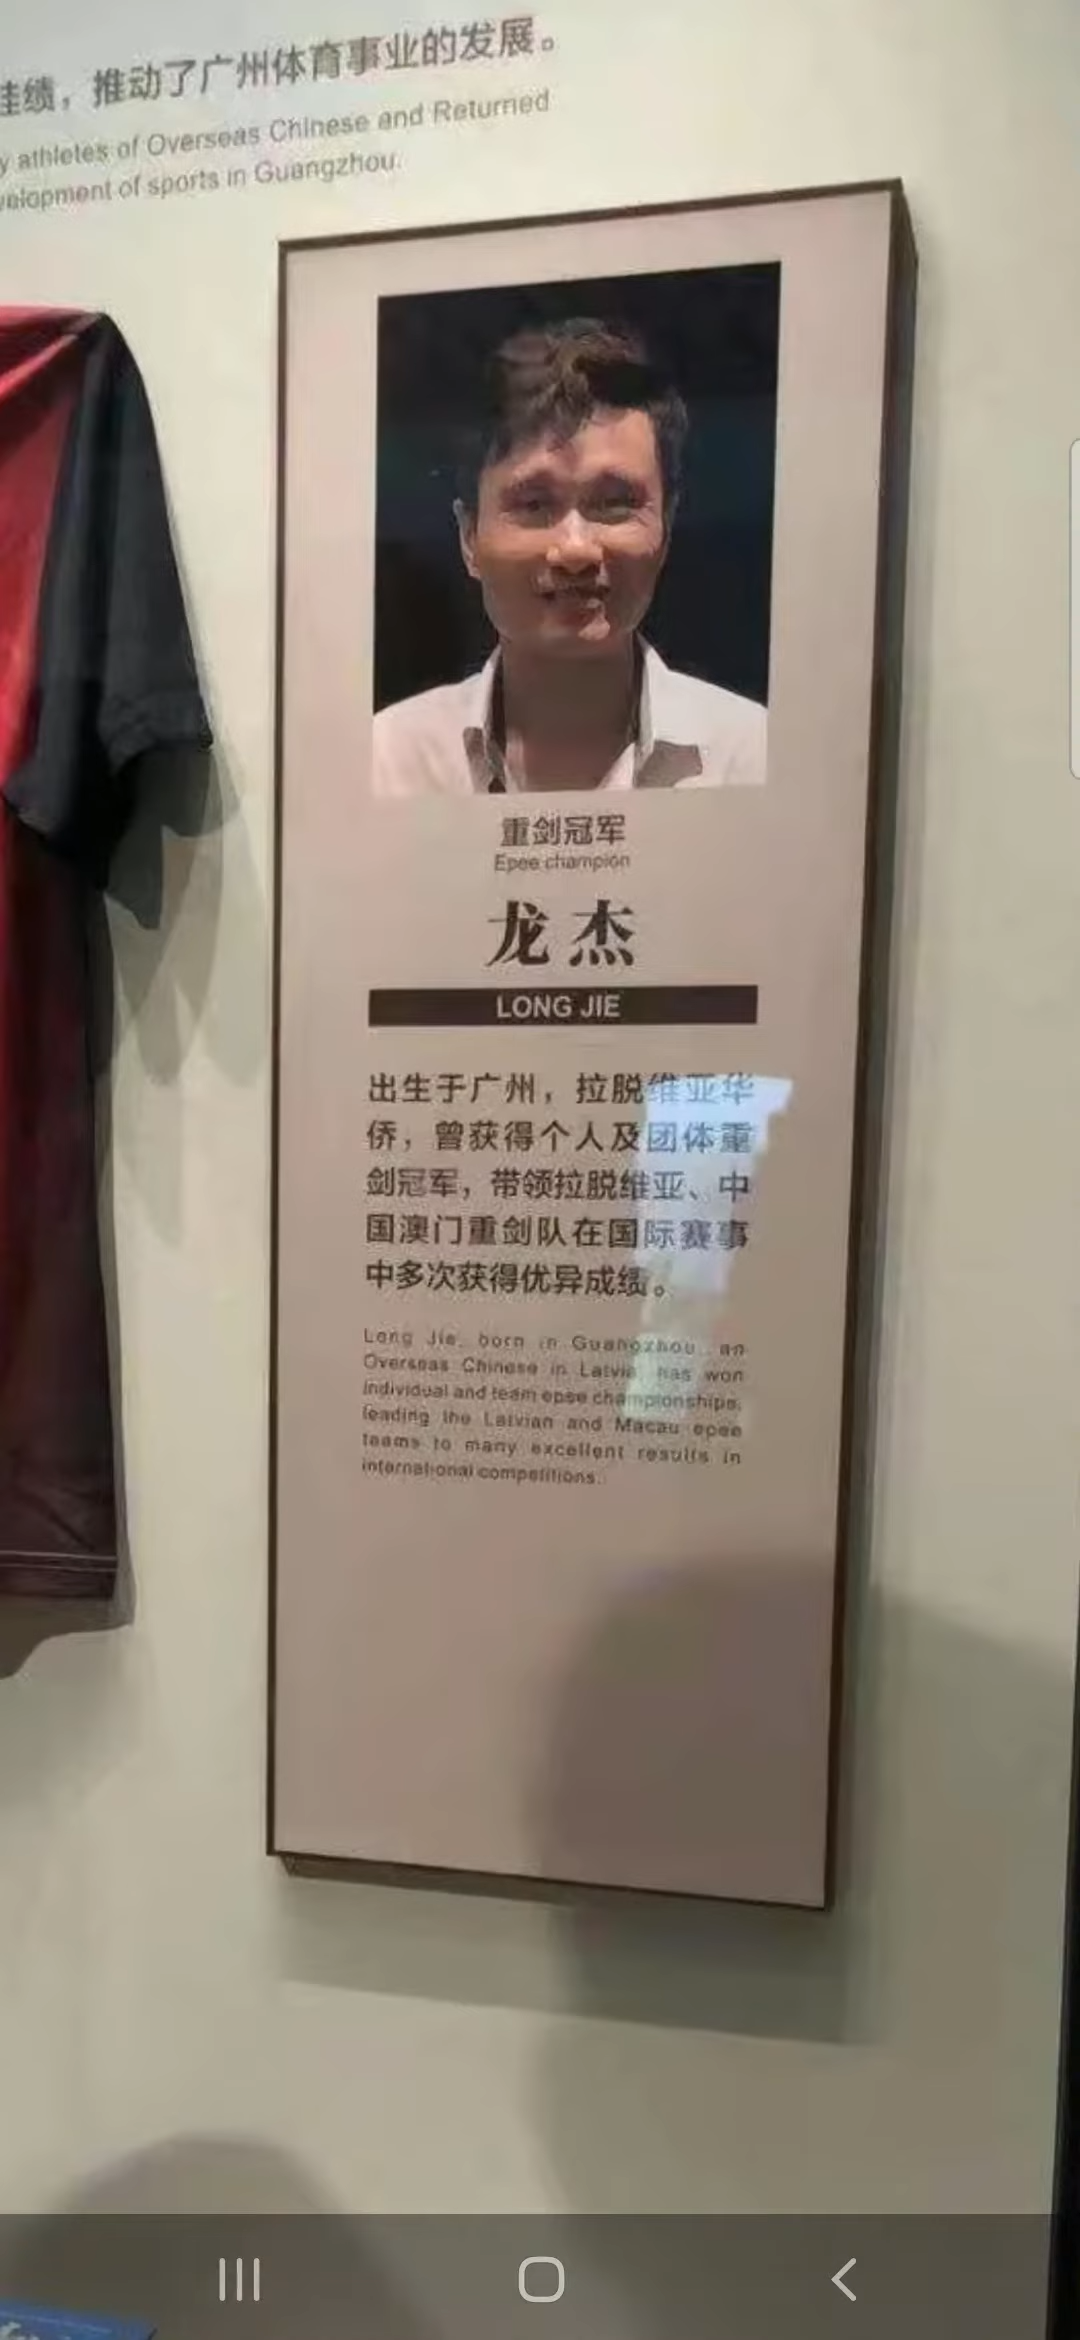 佳绩，推动了广州体育事业的发展。
y athletes of Overseas Chinese and Returned
velopment of sports in Guangzhou.
重剑冠军
Epee champion
龙杰
LONG JIE
出生于广州，拉脱维亚华
侨，曾获得个人及团体重
剑冠军，带领拉脱维亚、中
国澳门重剑队在国际赛事
中多次获得优异成绩。
Long Jie, born in Guangzhou, an
Overseas Chinese in Latvia, has won
individual and team epee championships,
leading the Latvian and Macau epee
teams to many excellent results in
international competitions.